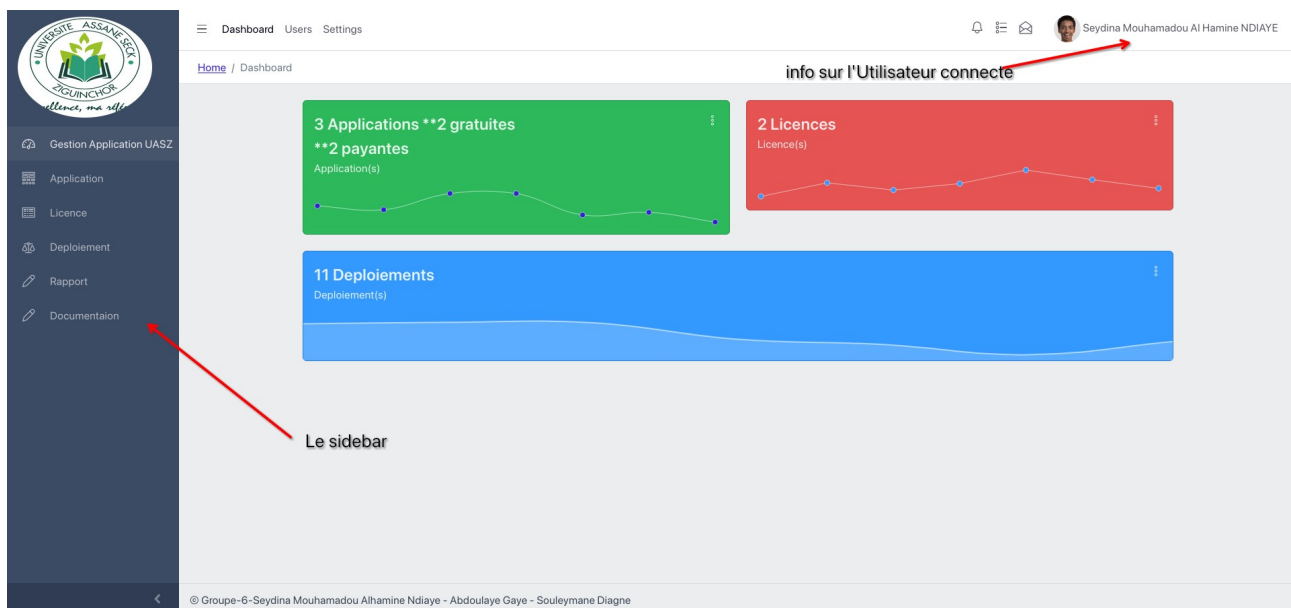 UNIVERSITE ASSANE SECK
ZIGUINCHOR
Dashboard Users Settings
Seydina Mouhamadou Al Hamine NDIAYE
Home / Dashboard
info sur l'Utilisateur connecte
Gestion Application UASZ
Application
Licence
Deploiement
Rapport
Documentaion
3 Applications **2 gratuites
**2 payantes
Application(s)
2 Licences
Licence(s)
11 Deploiements
Deploiement(s)
Le sidebar
© Groupe-6-Seydina Mouhamadou Alhamine Ndiaye - Abdoulaye Gaye - Souleymane Diagne